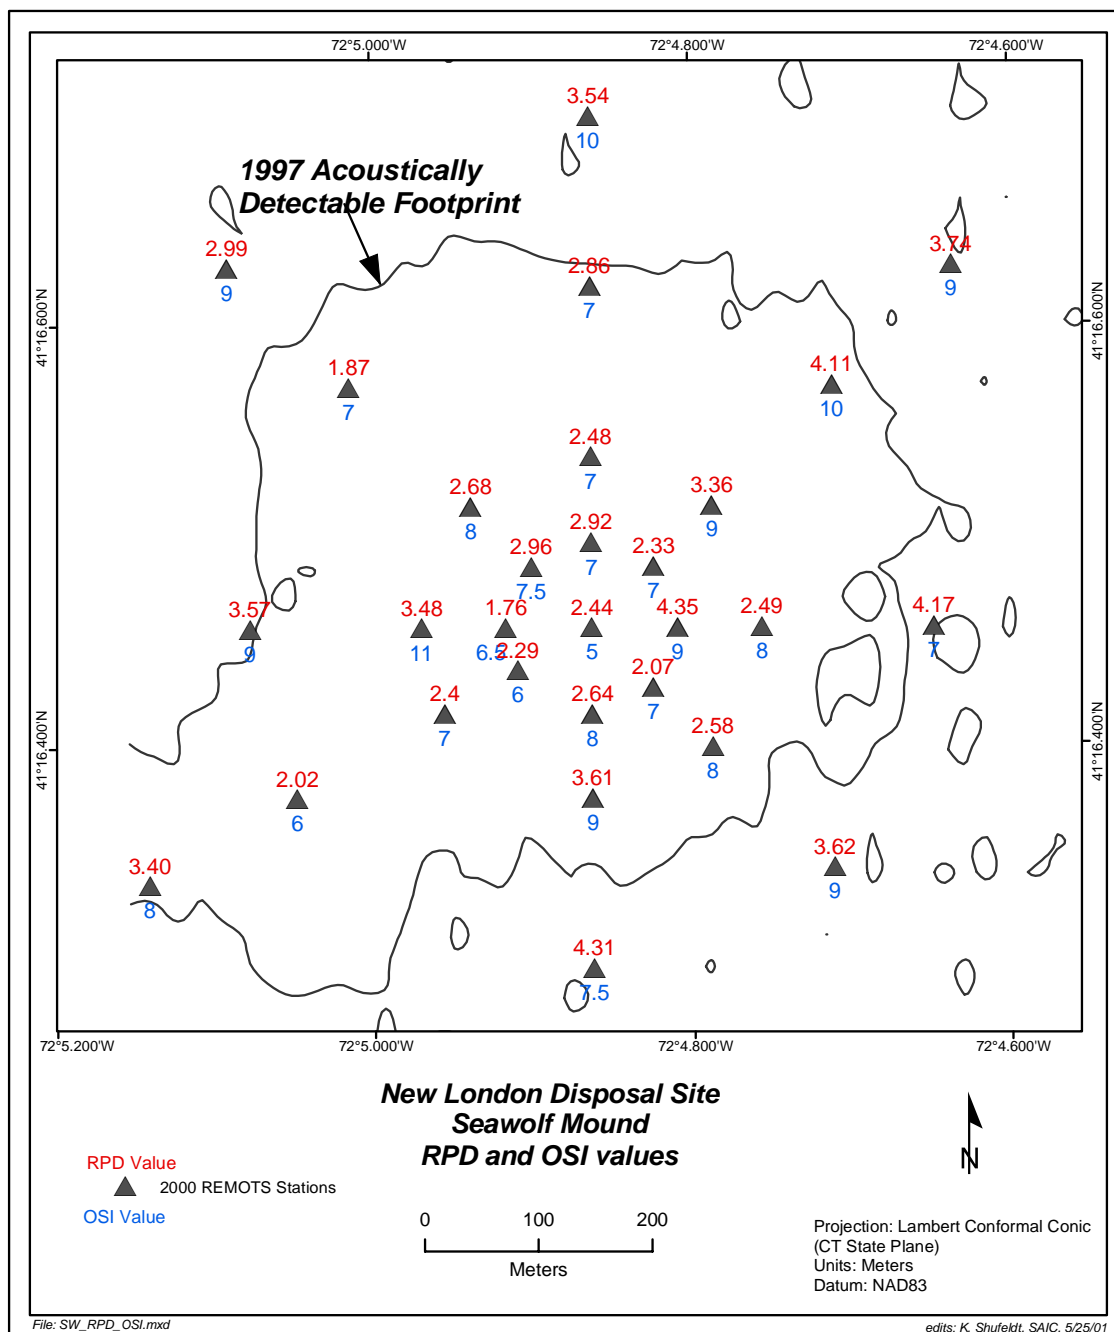 72°5.000'W 72°4.800'W 72°4.600'W
3.54
10
1997 Acoustically
Detectable Footprint
2.99
9
3.74
9
2.86
7
41°16.600'N
41°16.600'N
1.87
7
4.11
10
2.48
7
2.68
8
3.36
9
2.92
7
2.96
7.5
2.33
7
3.57
9
3.48
11
1.76
6.5
2.44
5
4.35
9
2.49
8
4.17
7
2.29
6
2.07
7
2.4
7
2.64
8
2.58
8
41°16.400'N
41°16.400'N
2.02
6
3.61
9
3.62
9
3.40
8
4.31
7.5
72°5.200'W 72°5.000'W 72°4.800'W 72°4.600'W
New London Disposal Site
Seawolf Mound
RPD and OSI values
N
RPD Value
2000 REMOTS Stations
OSI Value
0 100 200
Meters
Projection: Lambert Conformal Conic
(CT State Plane)
Units: Meters
Datum: NAD83
File: SW_RPD_OSI.mxd
edits: K. Shufeldt, SAIC, 5/25/01